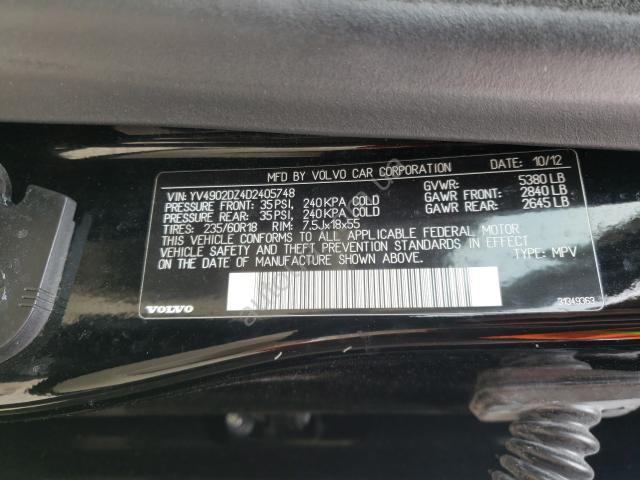 MFD BY VOLVO CAR CORPORATION DATE: 10/12
VIN: YV4902DZ4D2405748 GVWR: 5380 LB
PRESSURE FRONT: 35 PSI, 240 KPA COLD GAWR FRONT: 2840 LB
PRESSURE REAR: 35 PSI, 240 KPA COLD GAWR REAR: 2645 LB
TIRES: 235/60R18 RIM: 7.5Jx18x55
THIS VEHICLE CONFORMS TO ALL APPLICABLE FEDERAL MOTOR
VEHICLE SAFETY AND THEFT PREVENTION STANDARDS IN EFFECT
ON THE DATE OF MANUFACTURE SHOWN ABOVE. TYPE: MPV
VOLVO 31349363